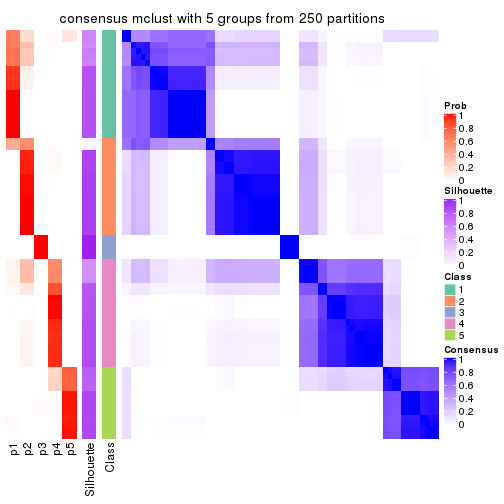 consensus mclust with 5 groups from 250 partitions
Prob
1
0.8
0.6
0.4
0.2
0
Silhouette
1
0.8
0.6
0.4
0.2
0
Class
1
2
3
4
5
Consensus
1
0.8
0.6
0.4
0.2
0
p1
p2
p3
p4
p5
Silhouette
Class